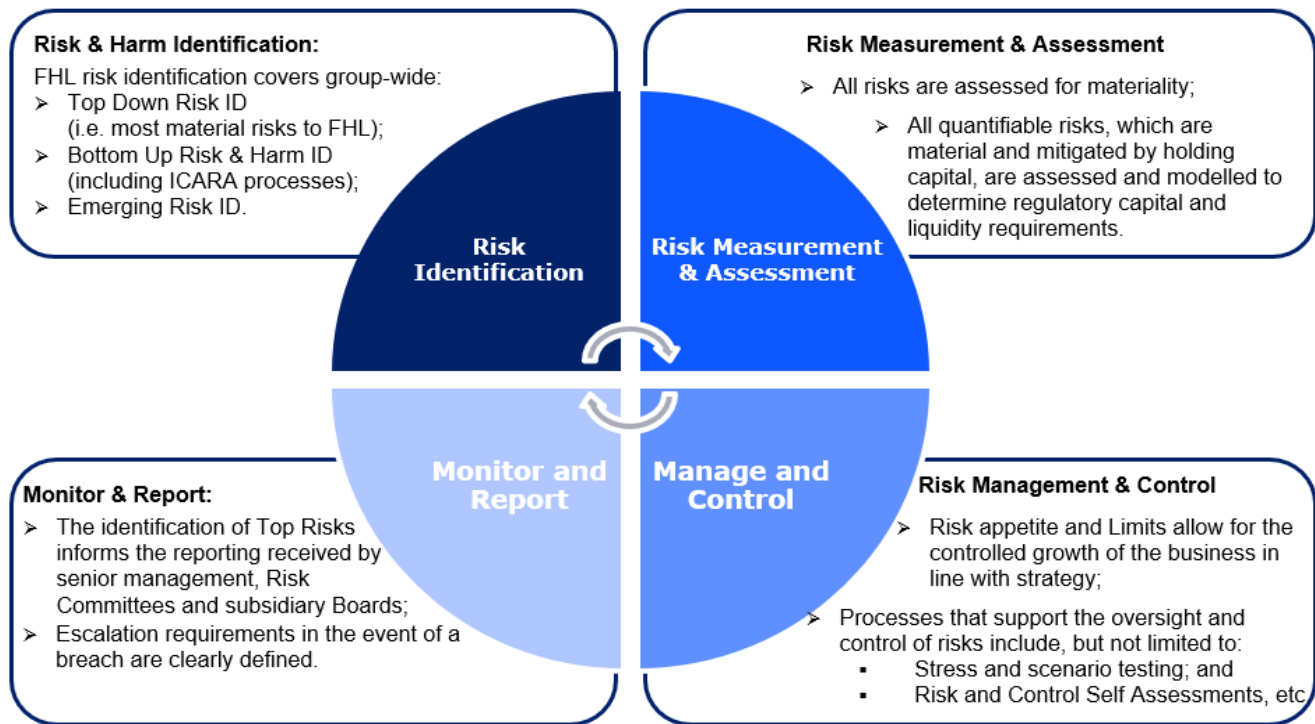 Risk & Harm Identification:
FHL risk identification covers group-wide:
➢ Top Down Risk ID
(i.e. most material risks to FHL);
➢ Bottom Up Risk & Harm ID
(including ICARA processes);
➢ Emerging Risk ID.
Risk Measurement & Assessment
➢ All risks are assessed for materiality;
➢ All quantifiable risks, which are
material and mitigated by holding
capital, are assessed and modelled to
determine regulatory capital and
liquidity requirements.
Risk
Identification
Risk Measurement
& Assessment
Monitor and
Report
Manage and
Control
Monitor & Report:
➢ The identification of Top Risks
informs the reporting received by
senior management, Risk
Committees and subsidiary Boards;
➢ Escalation requirements in the event of a
breach are clearly defined.
Risk Management & Control
➢ Risk appetite and Limits allow for the
controlled growth of the business in
line with strategy;
➢ Processes that support the oversight and
control of risks include, but not limited to:
▪ Stress and scenario testing; and
▪ Risk and Control Self Assessments, etc